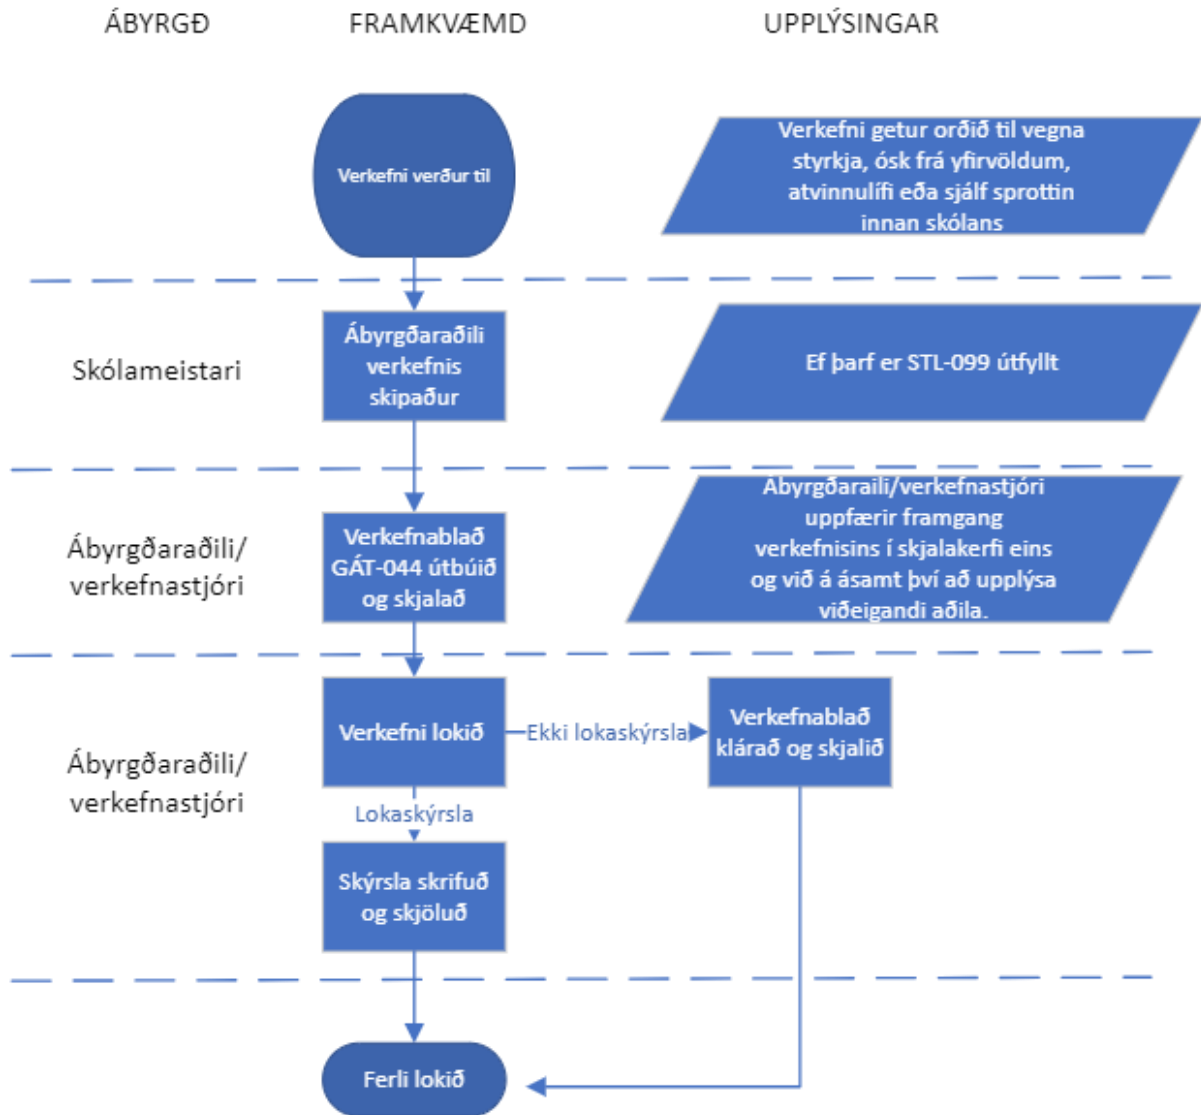 ÁBYRGÐ
FRAMKVÆMD
UPPLÝSINGAR
Verkefni verður til
Verkefni getur orðið til vegna
styrkja, ósk frá yfirvöldum,
atvinnulífi eða sjálf sprottin
innan skólans
Skólameistari
Ábyrgðaraðili
verkefnis
skipaður
Ef þarf er STL-099 útfyllt
Ábyrgðaraðili/
verkefnastjóri
Verkefnablað
GÁT-044 útbúið
og skjalað
Ábyrgðaraili/verkefnastjóri
uppfærir framgang
verkefnisins í skjalakerfi eins
og við á ásamt því að upplýsa
viðeigandi aðila.
Ábyrgðaraðili/
verkefnastjóri
Verkefni lokið
Ekki lokaskýrsla
Verkefnablað
klárað og skjalið
Lokaskýrsla
Skýrsla skrifuð
og skjöluð
Ferli lokið